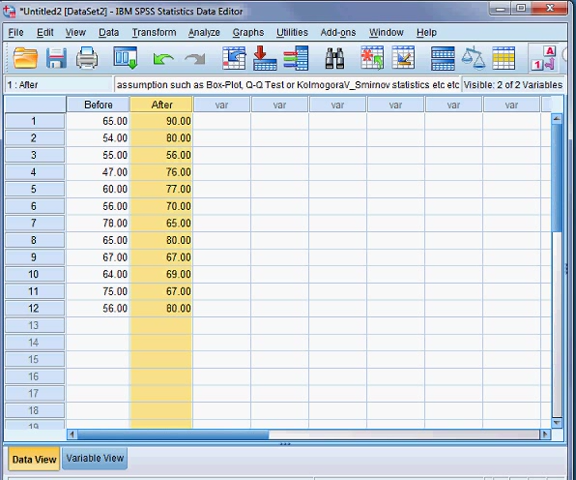 *Untitled2 [DataSet2] - IBM SPSS Statistics Data Editor
File Edit View Data Transform Analyze Graphs Utilities Add-ons Window Help
1 : After assumption such as Box-Plot, Q-Q Test or KolmogoraV_Smirnov statistics etc etc Visible: 2 of 2 Variables
Before After var var var var var var
1 65.00 90.00
2 54.00 80.00
3 55.00 56.00
4 47.00 76.00
5 60.00 77.00
6 56.00 70.00
7 78.00 65.00
8 65.00 80.00
9 67.00 67.00
10 64.00 69.00
11 75.00 67.00
12 56.00 80.00
13
14
15
16
17
18
19
Data View Variable View